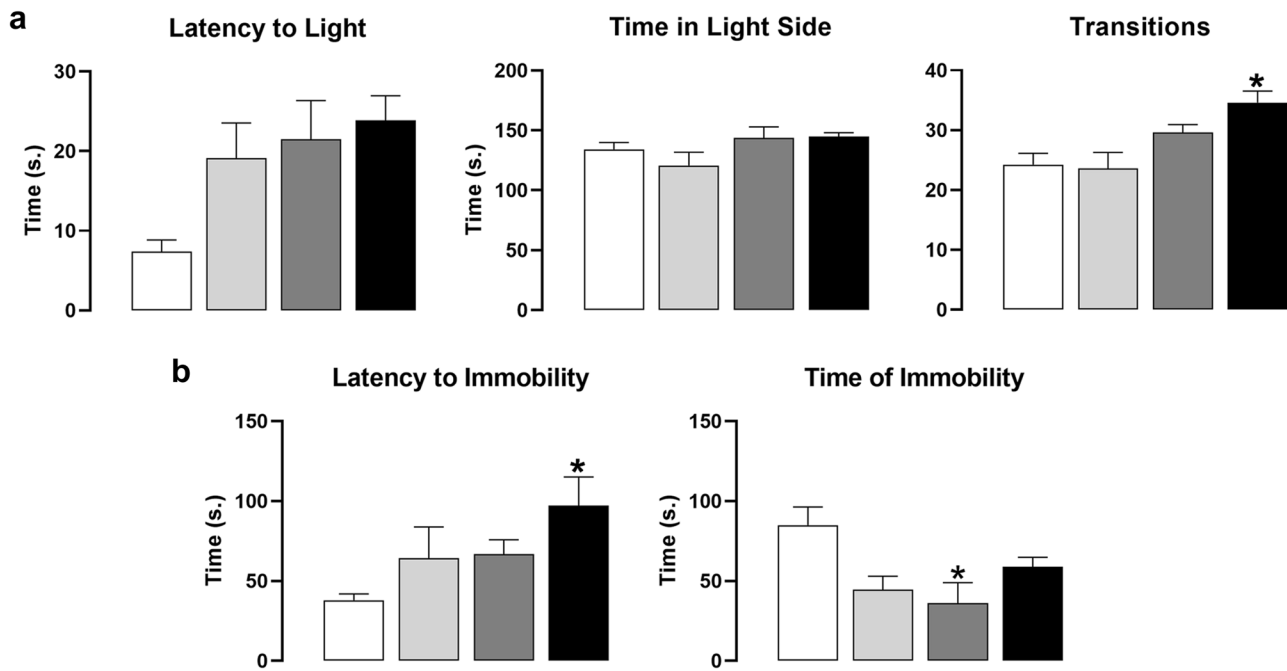 a
Latency to Light
Time in Light Side
Transitions
Time (s.)
30
20
10
0
Time (s.)
200
150
100
50
0
40
30
20
10
0
*
b
Latency to Immobility
Time of Immobility
Time (s.)
150
100
50
0
*
Time (s.)
150
100
50
0
*